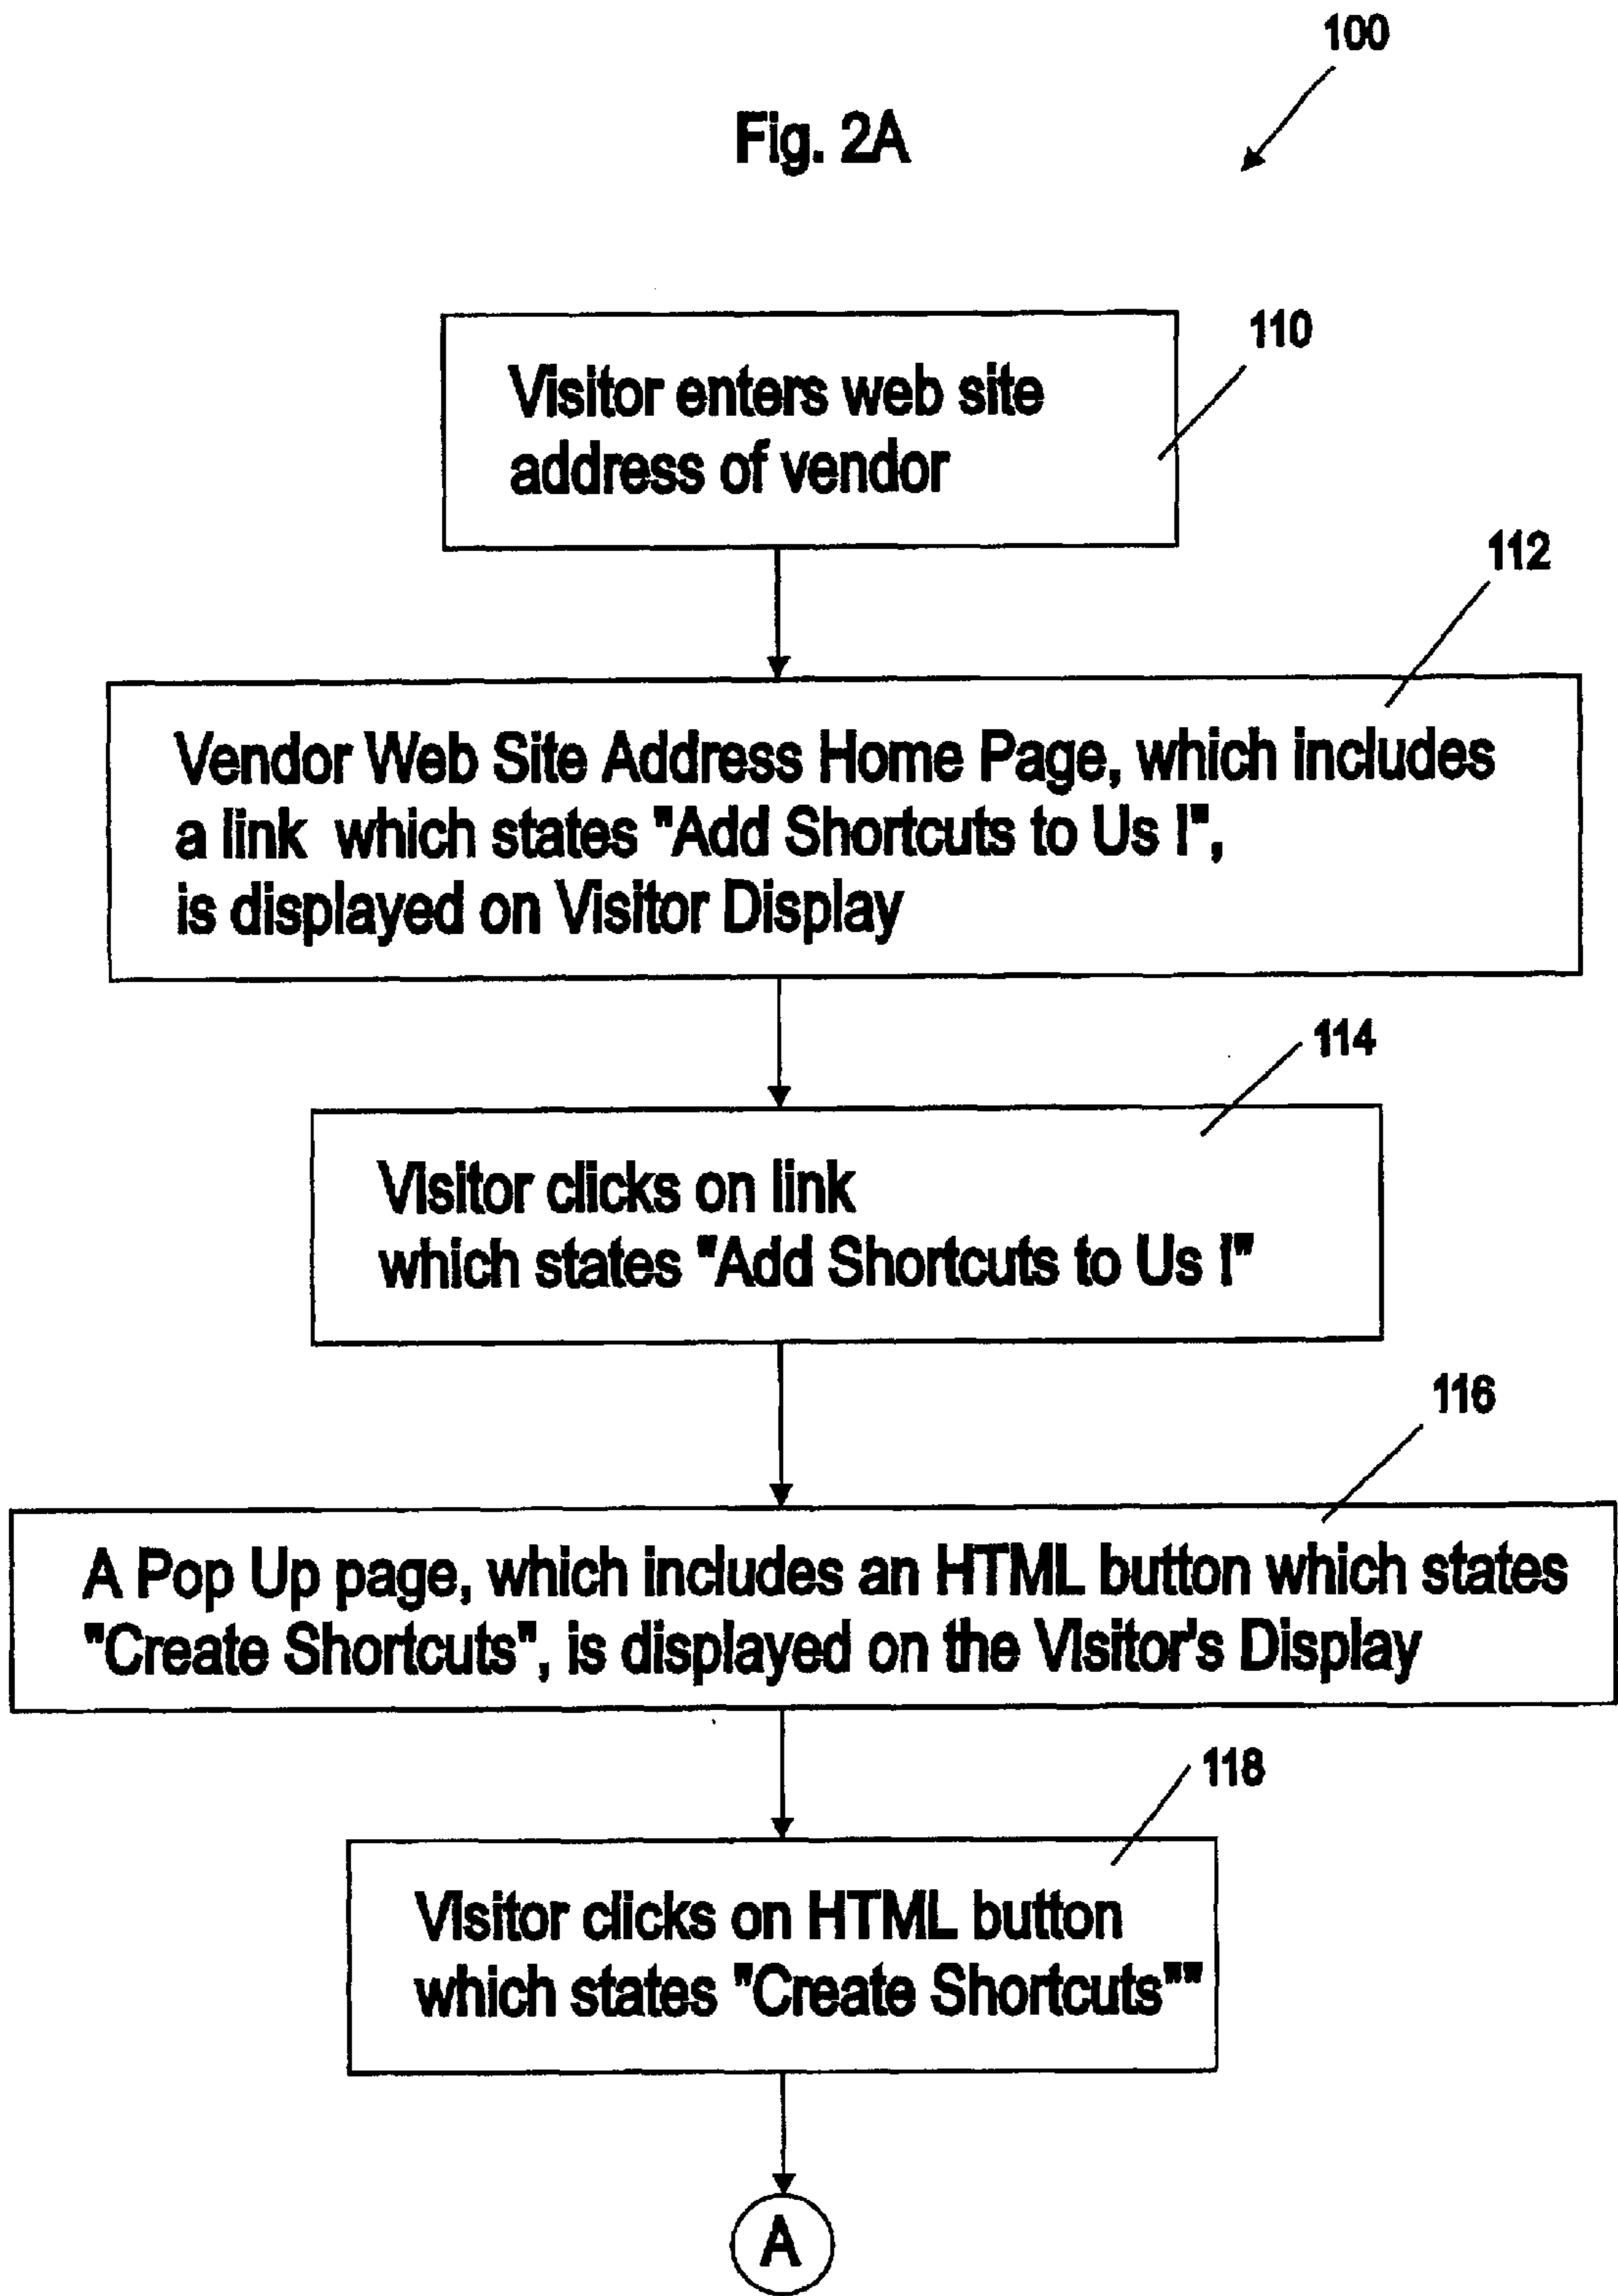 100
Fig. 2A
110
Visitor enters web site
address of vendor
112
Vendor Web Site Address Home Page, which includes
a link which states "Add Shortcuts to Us !",
is displayed on Visitor Display
114
Visitor clicks on link
which states "Add Shortcuts to Us !"
116
A Pop Up page, which includes an HTML button which states
"Create Shortcuts", is displayed on the Visitor's Display
118
Visitor clicks on HTML button
which states "Create Shortcuts""
A